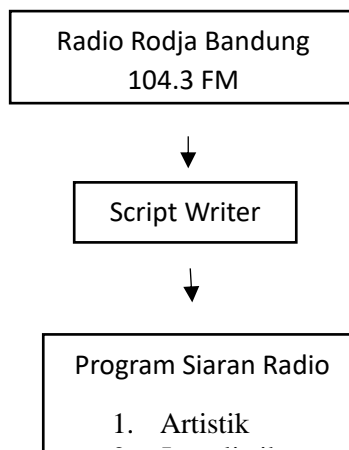 Radio Rodja Bandung
104.3 FM
Script Writer
Program Siaran Radio
1. Artistik